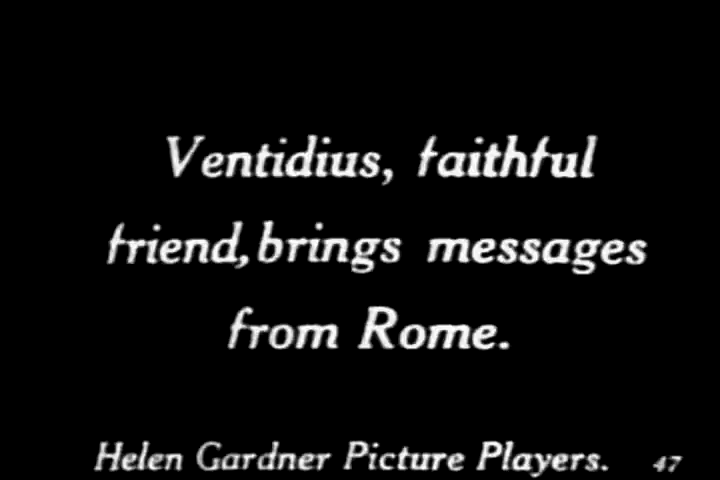 Ventidius, faithful
friend, brings messages
from Rome.
Helen Gardner Picture Players. 47